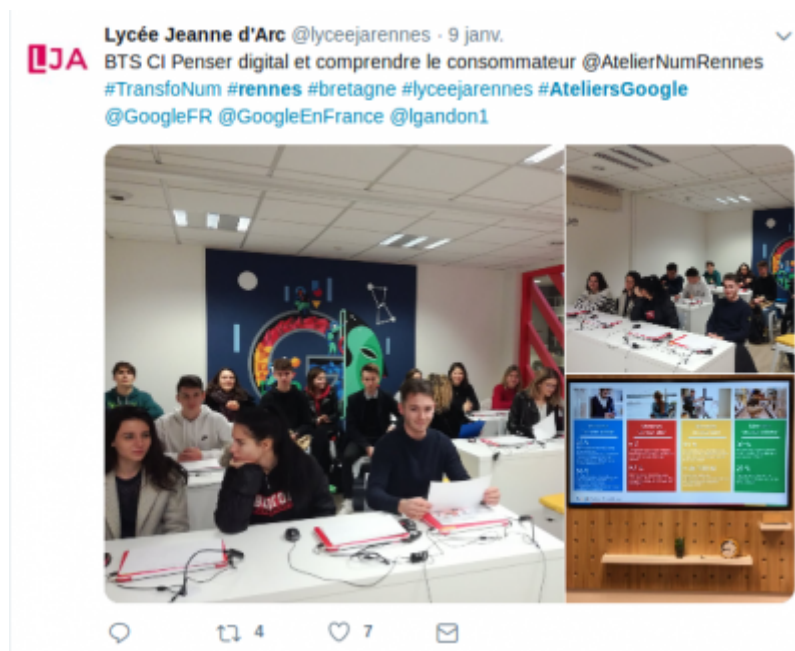 LJA
Lycée Jeanne d'Arc @lyceejarennes · 9 janv.
BTS CI Penser digital et comprendre le consommateur @AtelierNumRennes
#TransfoNum #rennes #bretagne #lyceejarennes #AteliersGoogle
@GoogleFR @GoogleEnFrance @lgandon1
4 7